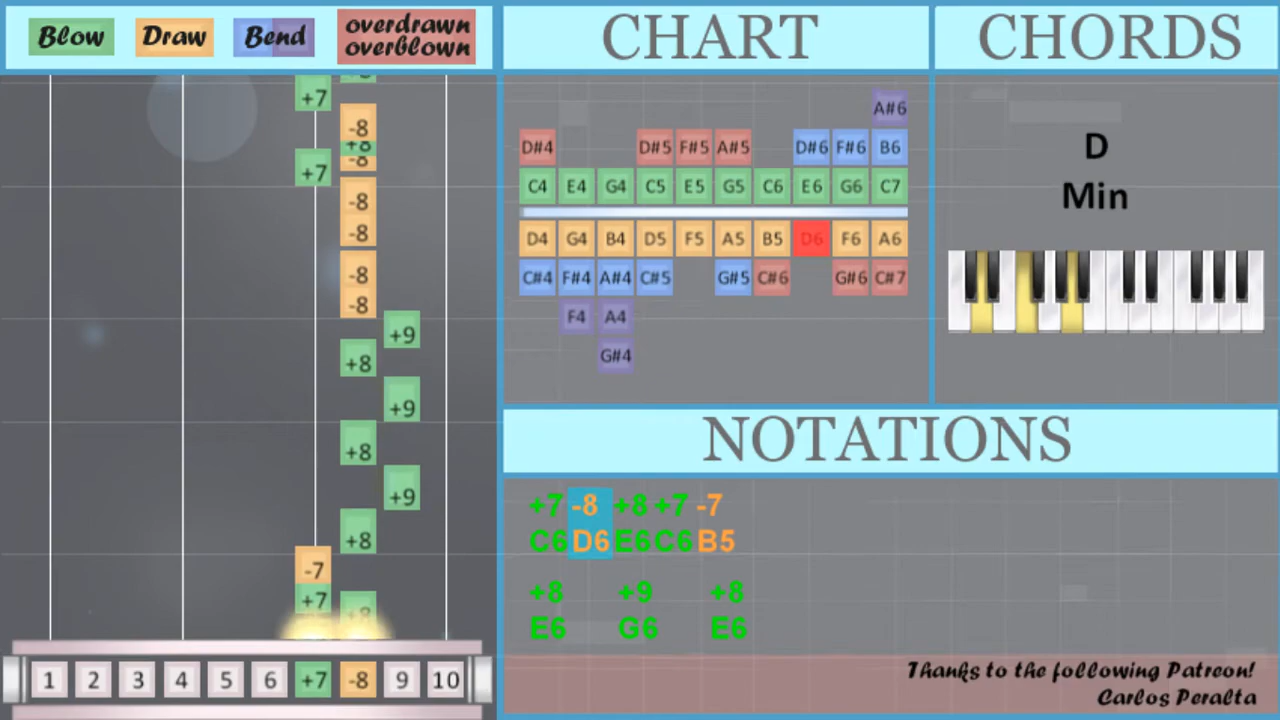 Blow Draw Bend overdrawn
overblown
CHART
CHORDS
+7
-8
+8
-8
+7
-8
-8
-8
-8
+9
+8
+9
+8
+9
+8
-7
+7
+8
1 2 3 4 5 6 +7 -8 9 10
A#6
D#4 D#5 F#5 A#5 D#6 F#6 B6
C4 E4 G4 C5 E5 G5 C6 E6 G6 C7
D4 G4 B4 D5 F5 A5 B5 D6 F6 A6
C#4 F#4 A#4 C#5 G#5 C#6 G#6 C#7
F4 A4
G#4
D
Min
NOTATIONS
+7 -8 +8 +7 -7
C6 D6 E6 C6 B5
+8 +9 +8
E6 G6 E6
Thanks to the following Patreon!
Carlos Peralta